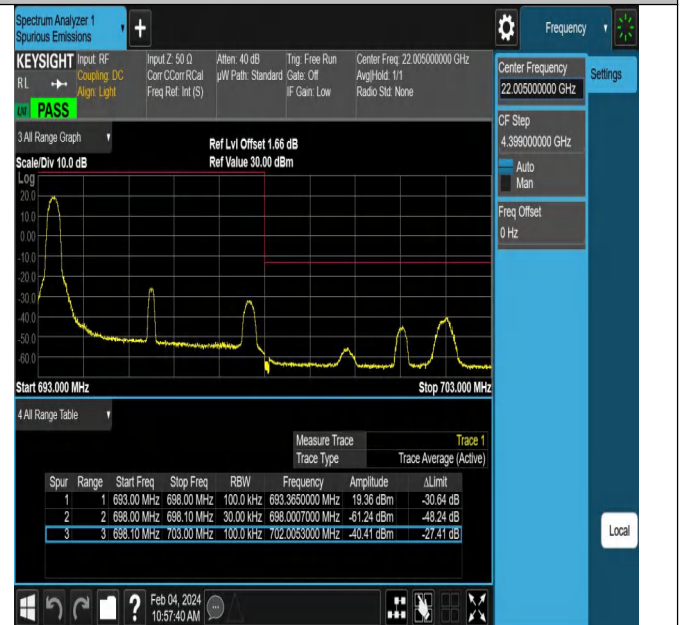 Spectrum Analyzer 1
Spurious Emissions
+
Frequency
KEYSIGHT Input: RF Input Z: 50 Ω Atten: 40 dB Trig: Free Run Center Freq: 22.005000000 GHz
RL Coupling: DC Corr CCorr RCal µW Path: Standard Gate: Off Avg|Hold: 1/1
Align: Light Freq Ref: Int (S) IF Gain: Low Radio Std: None
PASS
Center Frequency
22.005000000 GHz
Settings
CF Step
4.399000000 GHz
Auto
Man
Freq Offset
0 Hz
3 All Range Graph
Ref Lvl Offset 1.66 dB
Scale/Div 10.0 dB Ref Value 30.00 dBm
Log
20.0
10.0
0.00
-10.0
-20.0
-30.0
-40.0
-50.0
-60.0
Start 693.000 MHz Stop 703.000 MHz
4 All Range Table
Measure Trace Trace 1
Trace Type Trace Average (Active)
Spur Range Start Freq Stop Freq RBW Frequency Amplitude ΔLimit
1 1 693.00 MHz 698.00 MHz 100.0 kHz 693.3650000 MHz 19.36 dBm -30.64 dB
2 2 698.00 MHz 698.10 MHz 30.00 kHz 698.0007000 MHz -61.24 dBm -48.24 dB
3 3 698.10 MHz 703.00 MHz 100.0 kHz 702.0053000 MHz -40.41 dBm -27.41 dB
Local
? Feb 04, 2024
10:57:40 AM